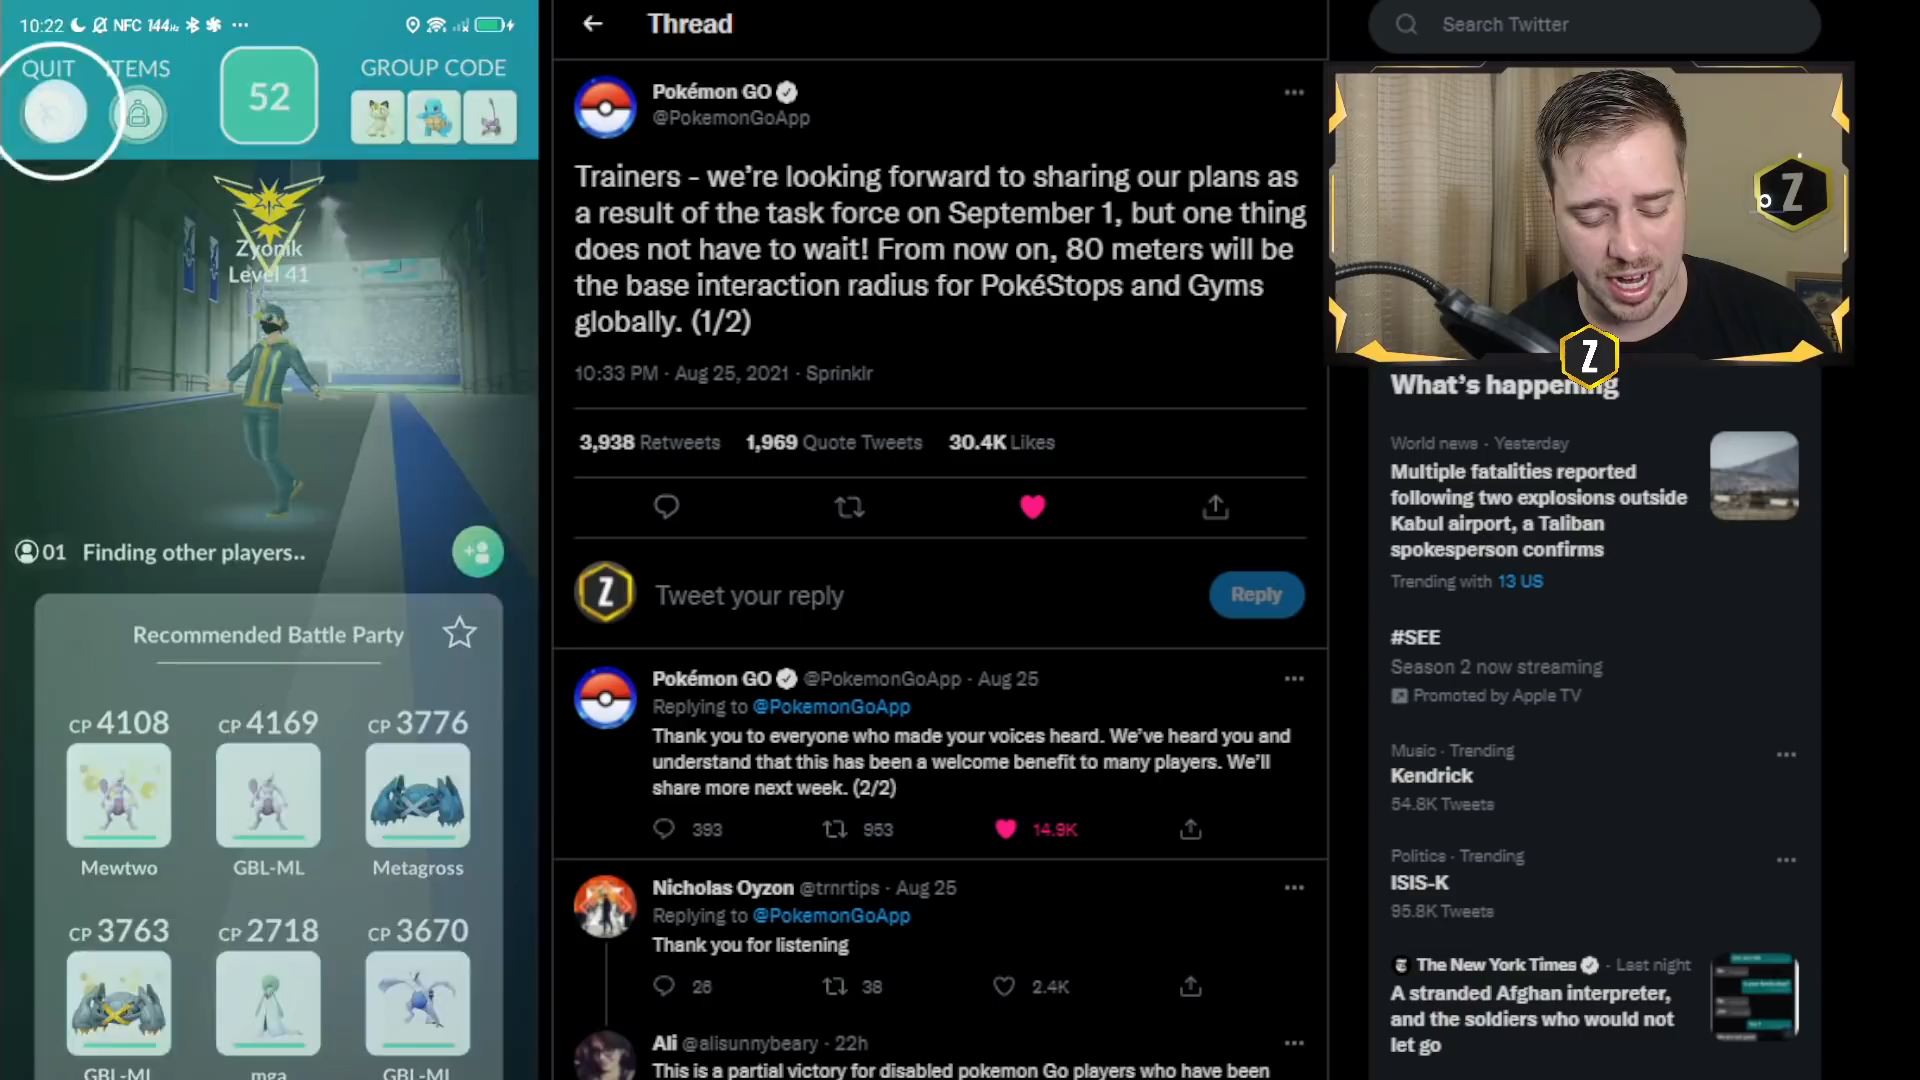 10:22 NFC 144Hz
QUIT ITEMS
52
GROUP CODE
Zyonik
Level 41
01 Finding other players..
Recommended Battle Party
CP 4108 CP 4169 CP 3776
Mewtwo GBL-ML Metagross
CP 3763 CP 2718 CP 3670
GBL-ML mga GBL-ML
Thread
Pokémon GO
@PokemonGoApp
Trainers - we’re looking forward to sharing our plans as
a result of the task force on September 1, but one thing
does not have to wait! From now on, 80 meters will be
the base interaction radius for PokéStops and Gyms
globally. (1/2)
10:33 PM · Aug 25, 2021 · Sprinklr
3,938 Retweets 1,969 Quote Tweets 30.4K Likes
Z
Tweet your reply
Reply
Pokémon GO @PokemonGoApp · Aug 25
Replying to @PokemonGoApp
Thank you to everyone who made your voices heard. We’ve heard you and
understand that this has been a welcome benefit to many players. We’ll
share more next week. (2/2)
393 953 14.9K
Nicholas Oyzon @trnrtips · Aug 25
Replying to @PokemonGoApp
Thank you for listening
26 38 2.4K
Ali @alisunnybeary · 22h
This is a partial victory for disabled pokemon Go players who have been
Search Twitter
Z
Z
What’s happening
World news · Yesterday
Multiple fatalities reported
following two explosions outside
Kabul airport, a Taliban
spokesperson confirms
Trending with 13 US
#SEE
Season 2 now streaming
Promoted by Apple TV
Music · Trending
Kendrick
54.8K Tweets
Politics · Trending
ISIS-K
95.8K Tweets
The New York Times · Last night
A stranded Afghan interpreter,
and the soldiers who would not
let go